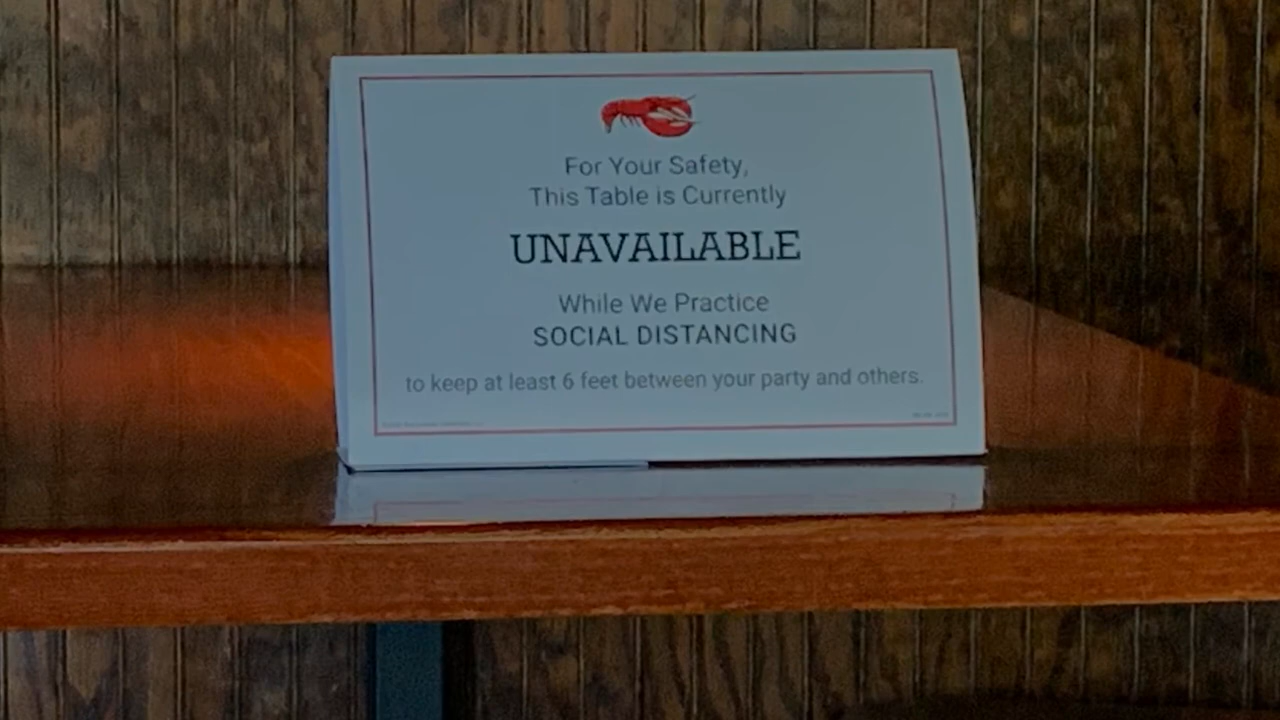 For Your Safety,
This Table is Currently
UNAVAILABLE
While We Practice
SOCIAL DISTANCING
to keep at least 6 feet between your party and others.